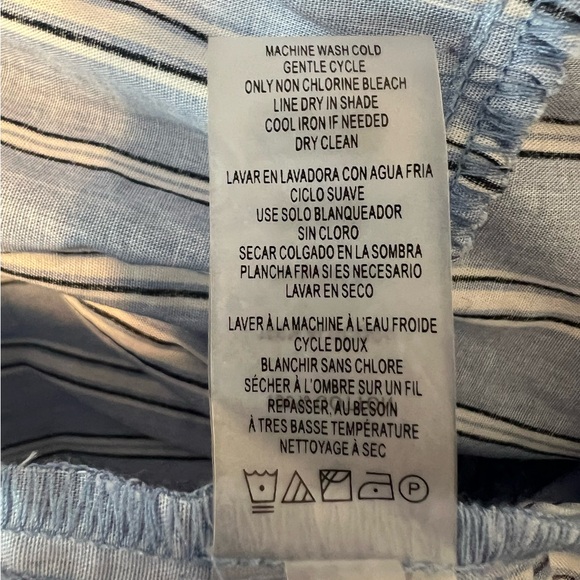 MACHINE WASH COLD
GENTLE CYCLE
ONLY NON CHLORINE BLEACH
LINE DRY IN SHADE
COOL IRON IF NEEDED
DRY CLEAN
LAVAR EN LAVADORA CON AGUA FRIA
CICLO SUAVE
USE SOLO BLANQUEADOR
SIN CLORO
SECAR COLGADO EN LA SOMBRA
PLANCHA FRIA SI ES NECESARIO
LAVAR EN SECO
LAVER À LA MACHINE À L'EAU FROIDE
CYCLE DOUX
BLANCHIR SANS CHLORE
SÉCHER À L'OMBRE SUR UN FIL
REPASSER, AU BESOIN
À TRES BASSE TEMPÉRATURE
NETTOYAGE À SEC
P